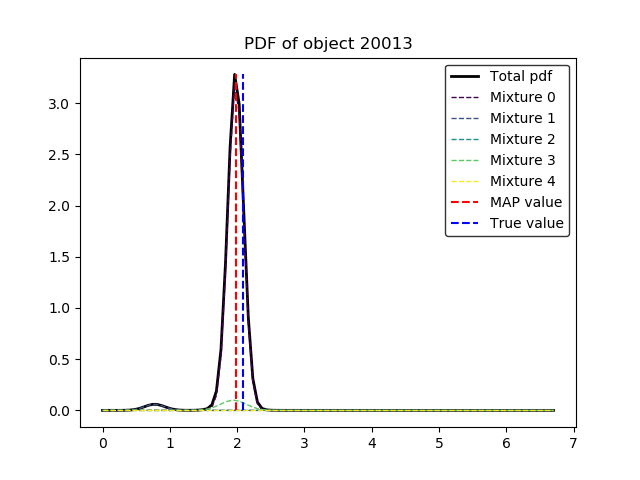 PDF of object 20013
Total pdf
Mixture 0
Mixture 1
Mixture 2
Mixture 3
Mixture 4
MAP value
True value
3.0
2.5
2.0
1.5
1.0
0.5
0.0
0 1 2 3 4 5 6 7